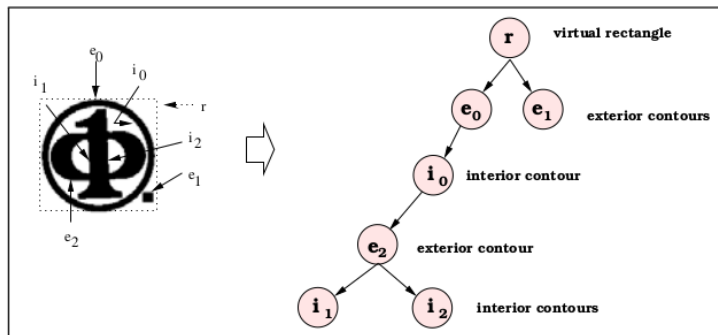 e0
i1 i0
r
i2
e1
e2
r virtual rectangle
e0 e1
exterior contours
i0 interior contour
e2 exterior contour
i1 i2 interior contours